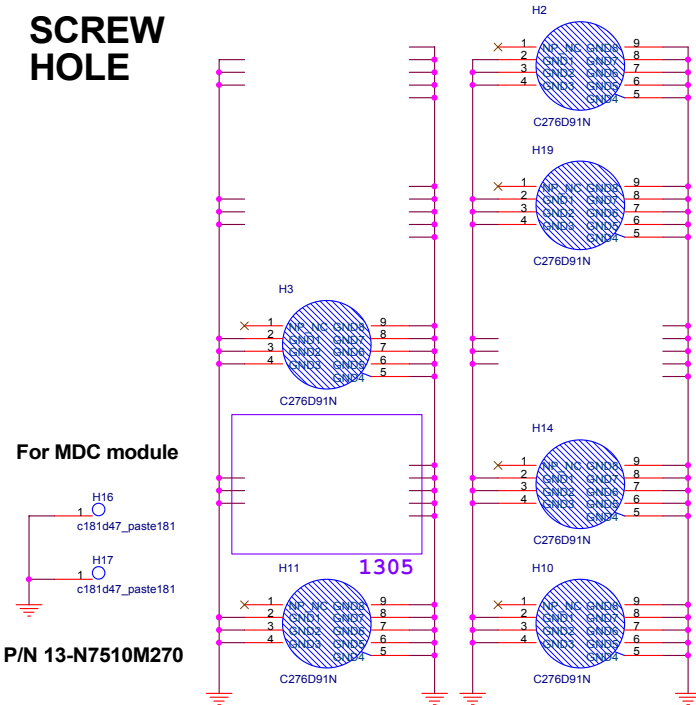 SCREW
HOLE
H2
1 NP_NC GND8 9
2 GND1 GND7 8
3 GND2 GND6 7
4 GND3 GND5 6
GND4 5
C276D91N
H19
1 NP_NC GND8 9
2 GND1 GND7 8
3 GND2 GND6 7
4 GND3 GND5 6
GND4 5
C276D91N
H3
1 NP_NC GND8 9
2 GND1 GND7 8
3 GND2 GND6 7
4 GND3 GND5 6
GND4 5
C276D91N
H14
1 NP_NC GND8 9
2 GND1 GND7 8
3 GND2 GND6 7
4 GND3 GND5 6
GND4 5
C276D91N
For MDC module
H16
1
c181d47_paste181
H17
1
c181d47_paste181
P/N 13-N7510M270
1305
H11
1 NP_NC GND8 9
2 GND1 GND7 8
3 GND2 GND6 7
4 GND3 GND5 6
GND4 5
C276D91N
H10
1 NP_NC GND8 9
2 GND1 GND7 8
3 GND2 GND6 7
4 GND3 GND5 6
GND4 5
C276D91N